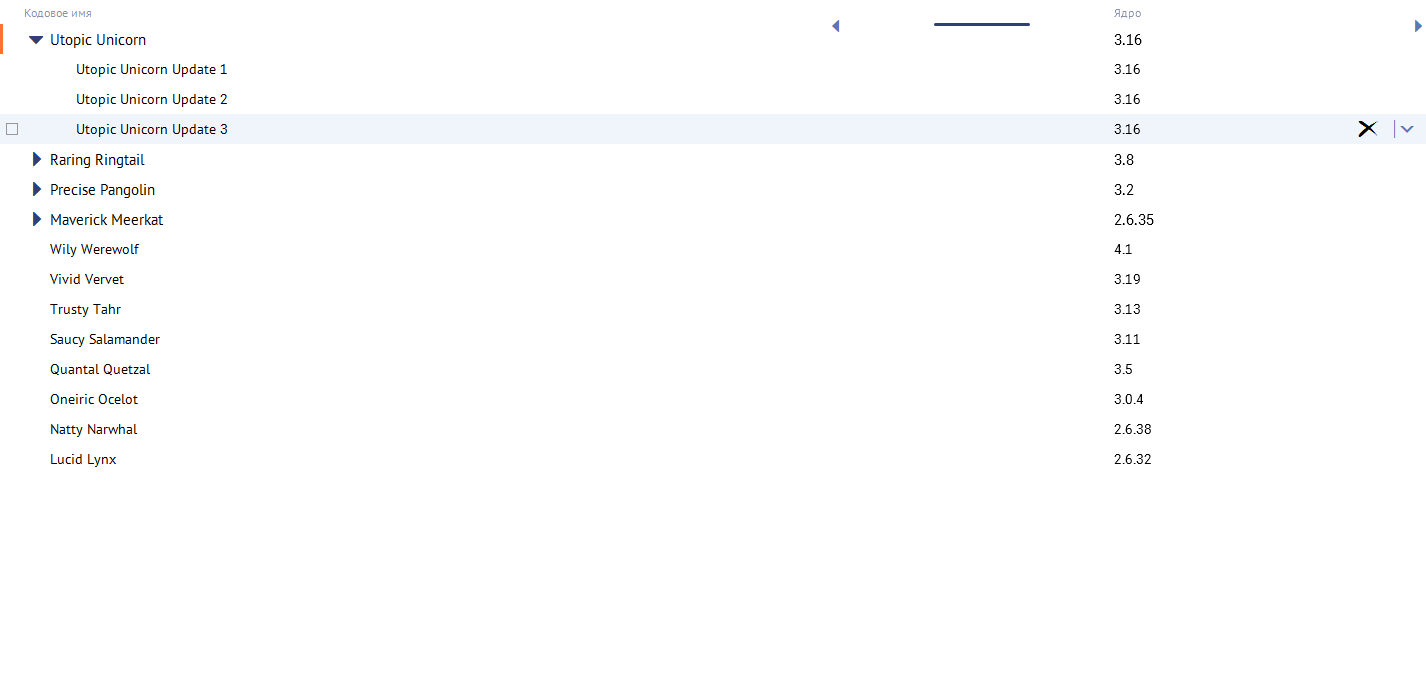 Кодовое имя Ядро
Utopic Unicorn 3.16
Utopic Unicorn Update 1 3.16
Utopic Unicorn Update 2 3.16
Utopic Unicorn Update 3 3.16
Raring Ringtail 3.8
Precise Pangolin 3.2
Maverick Meerkat 2.6.35
Wily Werewolf 4.1
Vivid Vervet 3.19
Trusty Tahr 3.13
Saucy Salamander 3.11
Quantal Quetzal 3.5
Oneiric Ocelot 3.0.4
Natty Narwhal 2.6.38
Lucid Lynx 2.6.32